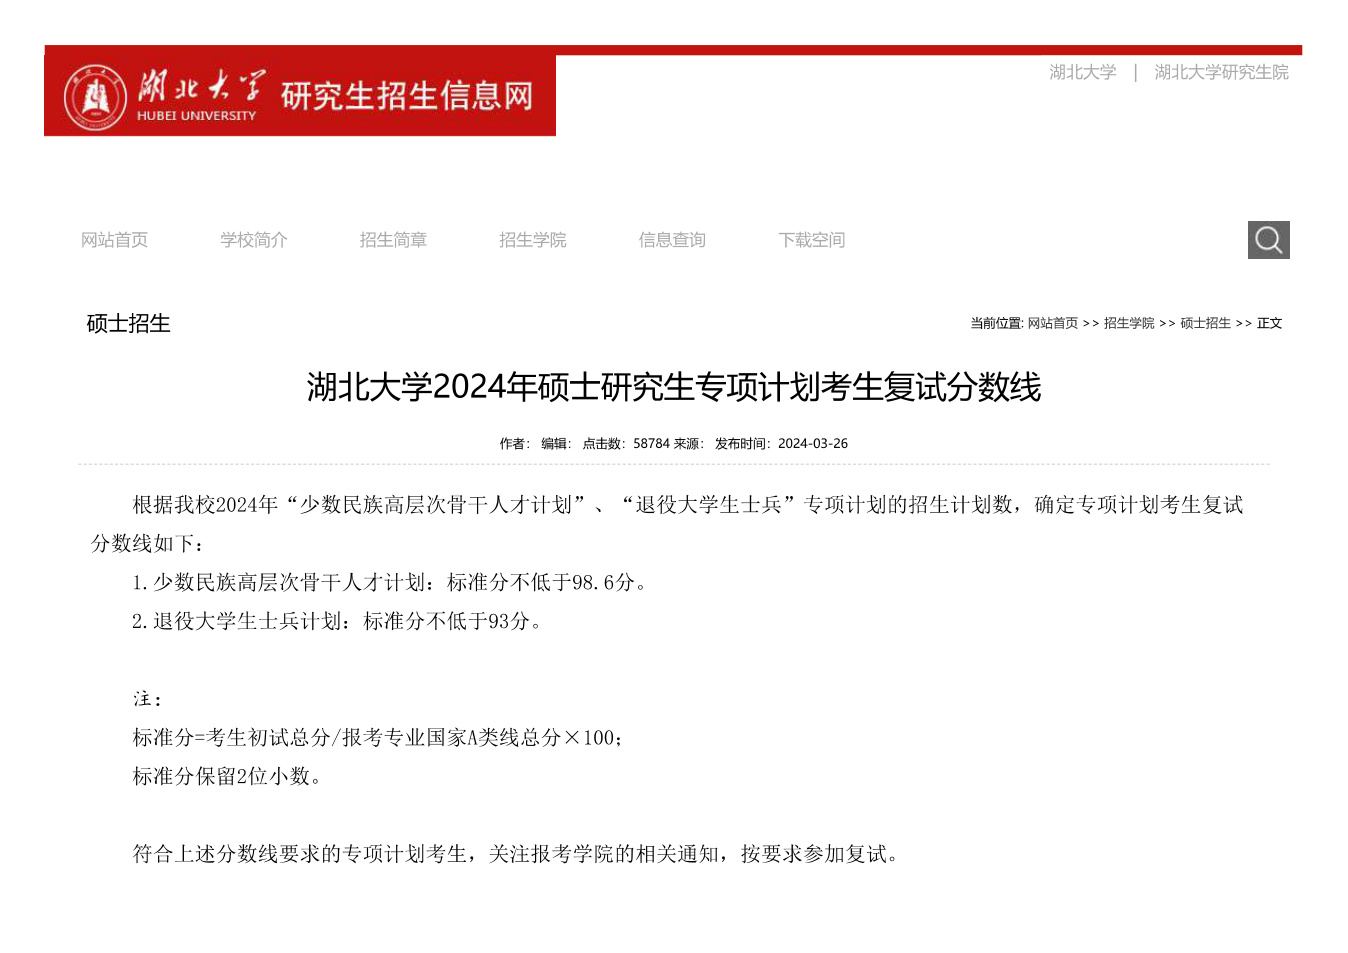 湖北大学 研究生招生信息网
HUBEI UNIVERSITY
湖北大学 | 湖北大学研究生院
网站首页 学校简介 招生简章 招生学院 信息查询 下载空间
硕士招生
当前位置: 网站首页 >> 招生学院 >> 硕士招生 >> 正文
湖北大学2024年硕士研究生专项计划考生复试分数线
作者： 编辑： 点击数：58784 来源： 发布时间：2024-03-26
根据我校2024年“少数民族高层次骨干人才计划”、“退役大学生士兵”专项计划的招生计划数，确定专项计划考生复试
分数线如下：
1.少数民族高层次骨干人才计划：标准分不低于98.6分。
2.退役大学生士兵计划：标准分不低于93分。
注：
标准分=考生初试总分/报考专业国家A类线总分×100；
标准分保留2位小数。
符合上述分数线要求的专项计划考生，关注报考学院的相关通知，按要求参加复试。